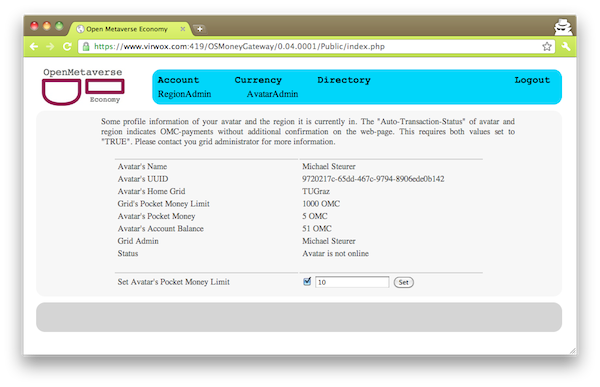 Open Metaverse Economy
https://www.virwox.com:419/OSMoneyGateway/0.04.0001/Public/index.php
OpenMetaverse
Economy
Account Currency Directory Logout
RegionAdmin AvatarAdmin
Some profile information of your avatar and the region it is currently in. The "Auto-Transaction-Status" of avatar and
region indicates OMC-payments without additional confirmation on the web-page. This requires both values set to
"TRUE". Please contact you grid administrator for more information.
Avatar's Name Michael Steurer
Avatar's UUID 9720217c-65dd-467c-9794-8906ede0b142
Avatar's Home Grid TUGraz
Grid's Pocket Money Limit 1000 OMC
Avatar's Pocket Money 5 OMC
Avatar's Account Balance 51 OMC
Grid Admin Michael Steurer
Status Avatar is not online
Set Avatar's Pocket Money Limit 10 Set